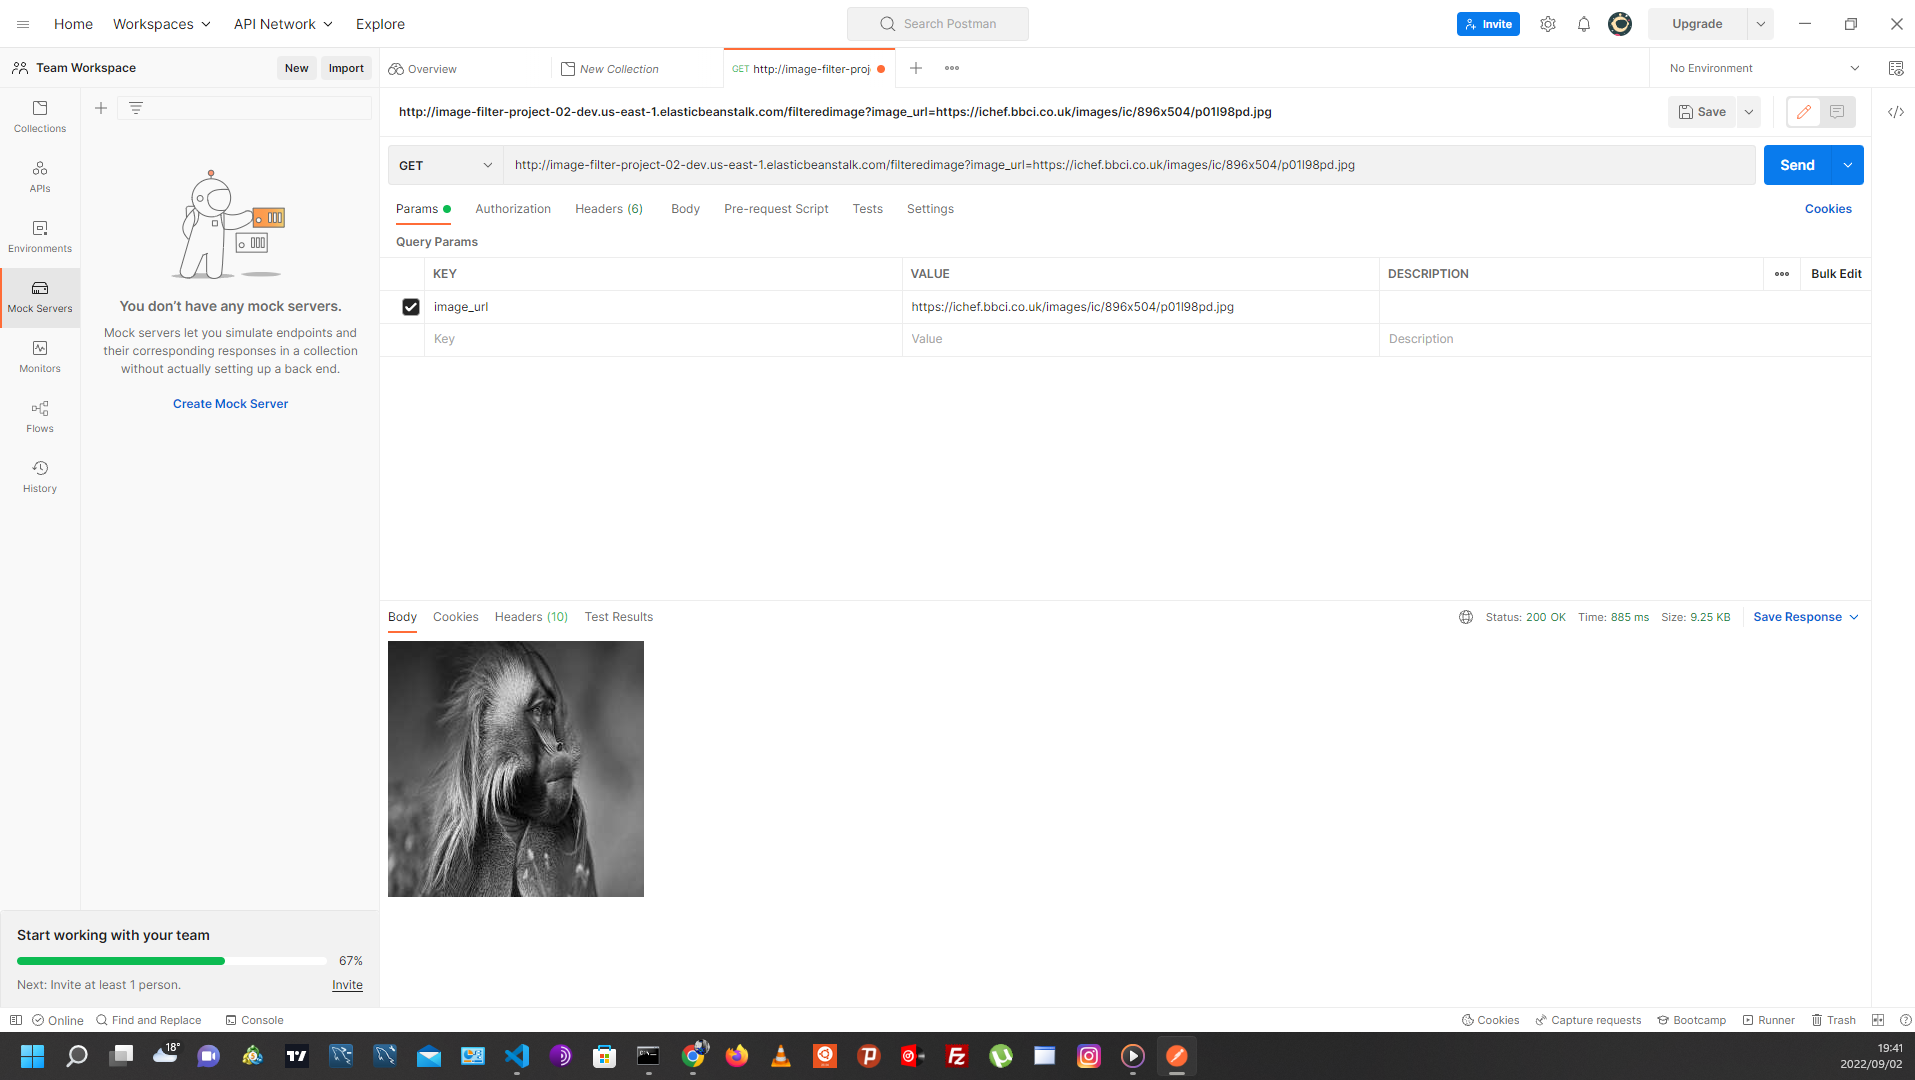 Home Workspaces API Network Explore Search Postman Invite Upgrade
Team Workspace New Import Overview New Collection GET http://image-filter-proj No Environment
http://image-filter-project-02-dev.us-east-1.elasticbeanstalk.com/filteredimage?image_url=https://ichef.bbci.co.uk/images/ic/896x504/p01l98pd.jpg Save
Collections
GET http://image-filter-project-02-dev.us-east-1.elasticbeanstalk.com/filteredimage?image_url=https://ichef.bbci.co.uk/images/ic/896x504/p01l98pd.jpg Send
APIs
Params Authorization Headers (6) Body Pre-request Script Tests Settings Cookies
Query Params
Environments
KEY VALUE DESCRIPTION Bulk Edit
Mock Servers
image_url https://ichef.bbci.co.uk/images/ic/896x504/p01l98pd.jpg
Key Value Description
You don't have any mock servers.
Mock servers let you simulate endpoints and
their corresponding responses in a collection
without actually setting up a back end.
Create Mock Server
Monitors
Flows
History
Body Cookies Headers (10) Test Results Status: 200 OK Time: 885 ms Size: 9.25 KB Save Response
Start working with your team
67%
Next: Invite at least 1 person. Invite
Online Find and Replace Console Cookies Capture requests Bootcamp Runner Trash
18°
19:41
2022/09/02